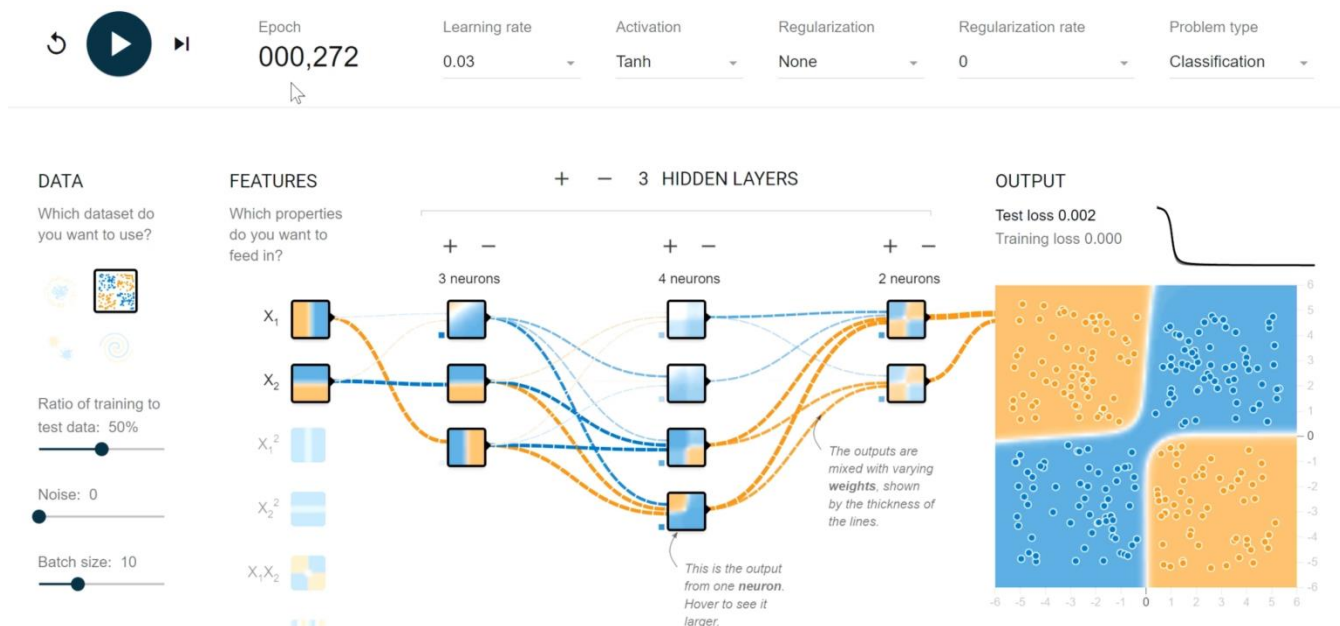 Epoch
000,272
Learning rate
0.03
Activation
Tanh
Regularization
None
Regularization rate
0
Problem type
Classification
DATA
Which dataset do
you want to use?
Ratio of training to
test data: 50%
Noise: 0
Batch size: 10
FEATURES
Which properties
do you want to
feed in?
X₁
X₂
X₁²
X₂²
X₁X₂
+ − 3 HIDDEN LAYERS
+ −
3 neurons
+ −
4 neurons
+ −
2 neurons
The outputs are
mixed with varying
weights, shown
by the thickness of
the lines.
This is the output
from one neuron.
Hover to see it
larger.
OUTPUT
Test loss 0.002
Training loss 0.000
6
5
4
3
2
1
0
-1
-2
-3
-4
-5
-6
-6 -5 -4 -3 -2 -1 0 1 2 3 4 5 6